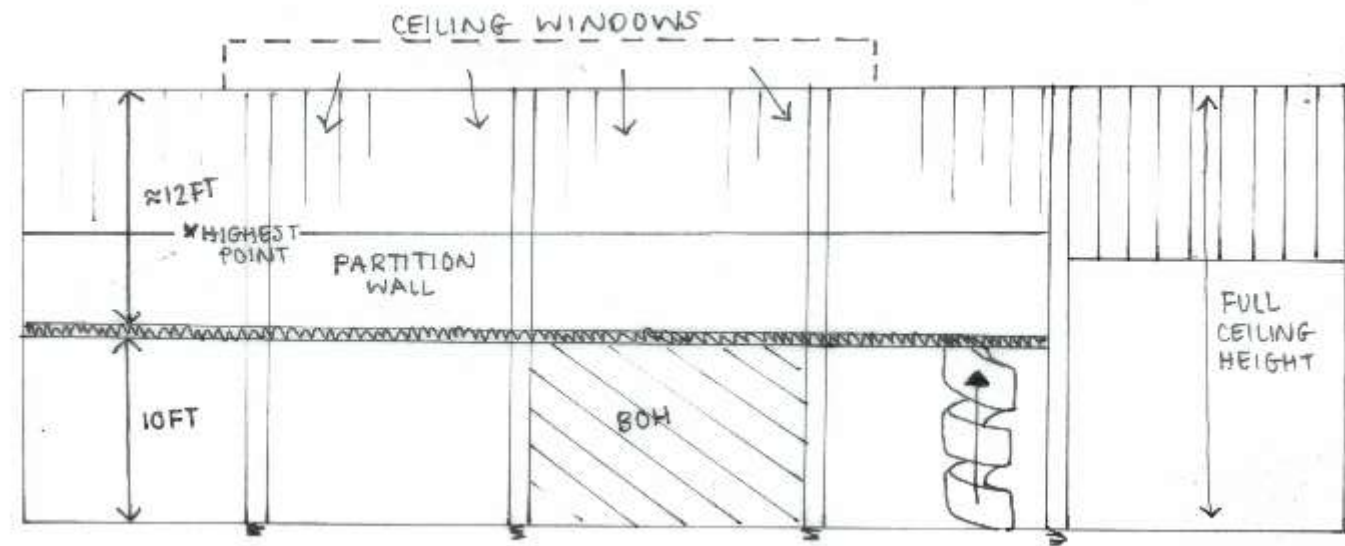 CEILING WINDOWS
≈12FT
*HIGHEST
POINT
PARTITION
WALL
FULL
CEILING
HEIGHT
10FT
BOH